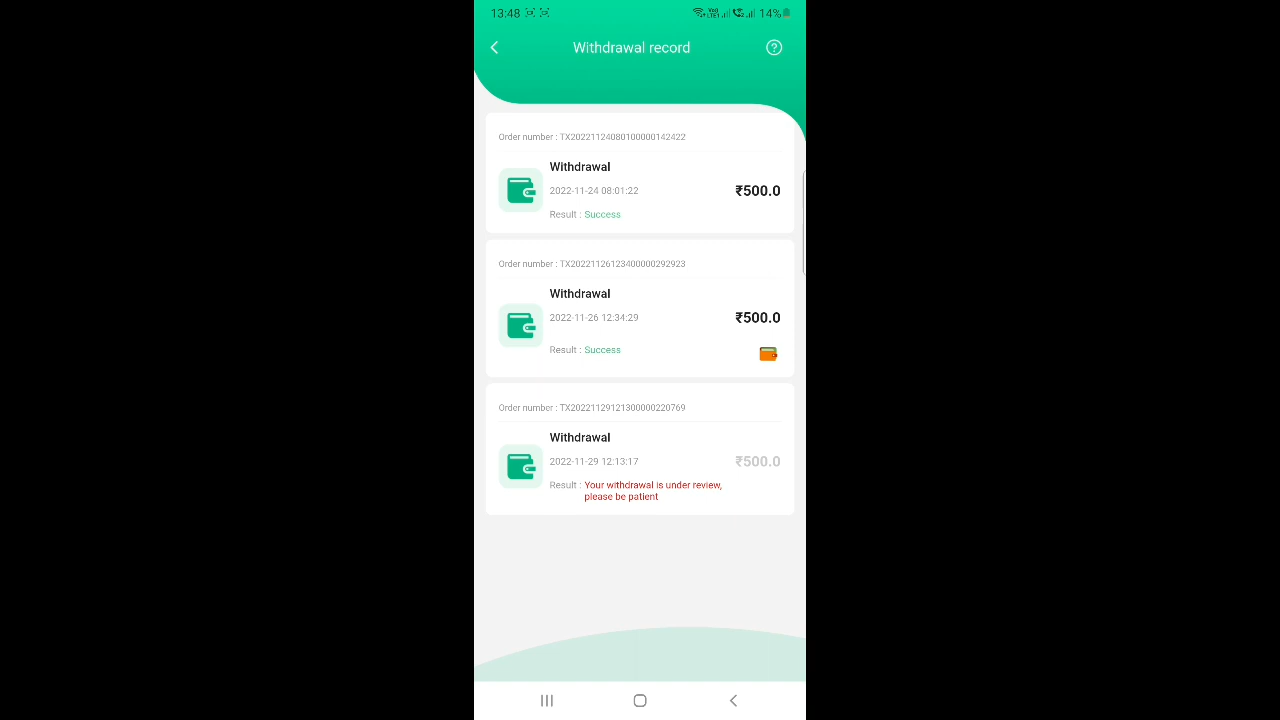 13:48 14%
Withdrawal record
Order number : TX20221124080100000142422
Withdrawal
2022-11-24 08:01:22
₹500.0
Result : Success
Order number : TX20221126123400000292923
Withdrawal
2022-11-26 12:34:29
₹500.0
Result : Success
Order number : TX20221129121300000220769
Withdrawal
2022-11-29 12:13:17
₹500.0
Result : Your withdrawal is under review,
please be patient